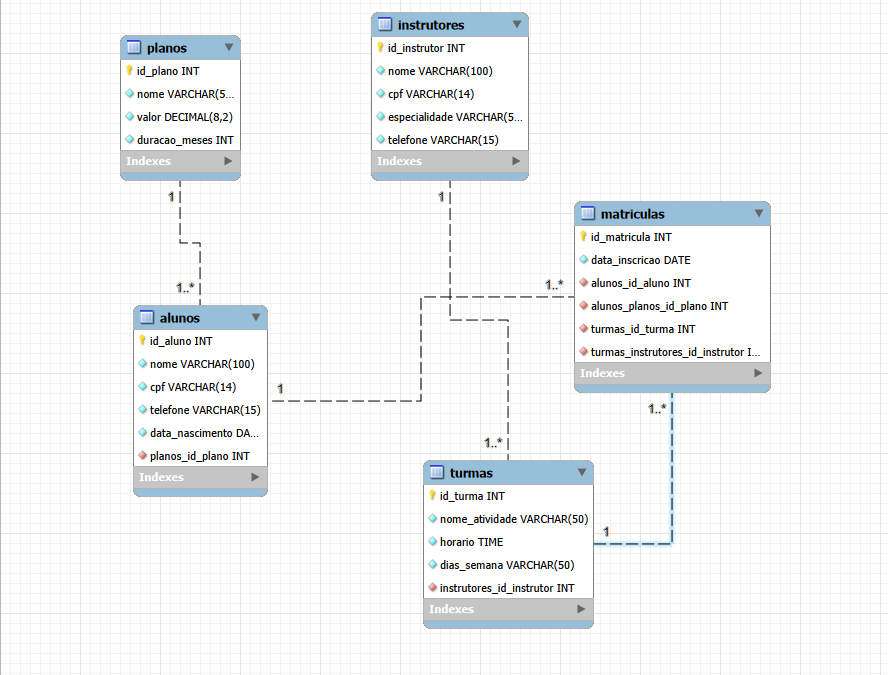 planos
id_plano INT
nome VARCHAR(5...
valor DECIMAL(8,2)
duracao_meses INT
Indexes
instrutores
id_instrutor INT
nome VARCHAR(100)
cpf VARCHAR(14)
especialidade VARCHAR(5...
telefone VARCHAR(15)
Indexes
1
1
matriculas
id_matricula INT
data_inscricao DATE
alunos_id_aluno INT
alunos_planos_id_plano INT
turmas_id_turma INT
turmas_instrutores_id_instrutor I...
Indexes
1..*
1..*
alunos
id_aluno INT
nome VARCHAR(100)
cpf VARCHAR(14)
telefone VARCHAR(15)
data_nascimento DA...
planos_id_plano INT
Indexes
1
1..*
1..*
turmas
id_turma INT
nome_atividade VARCHAR(50)
horario TIME
dias_semana VARCHAR(50)
instrutores_id_instrutor INT
Indexes
1